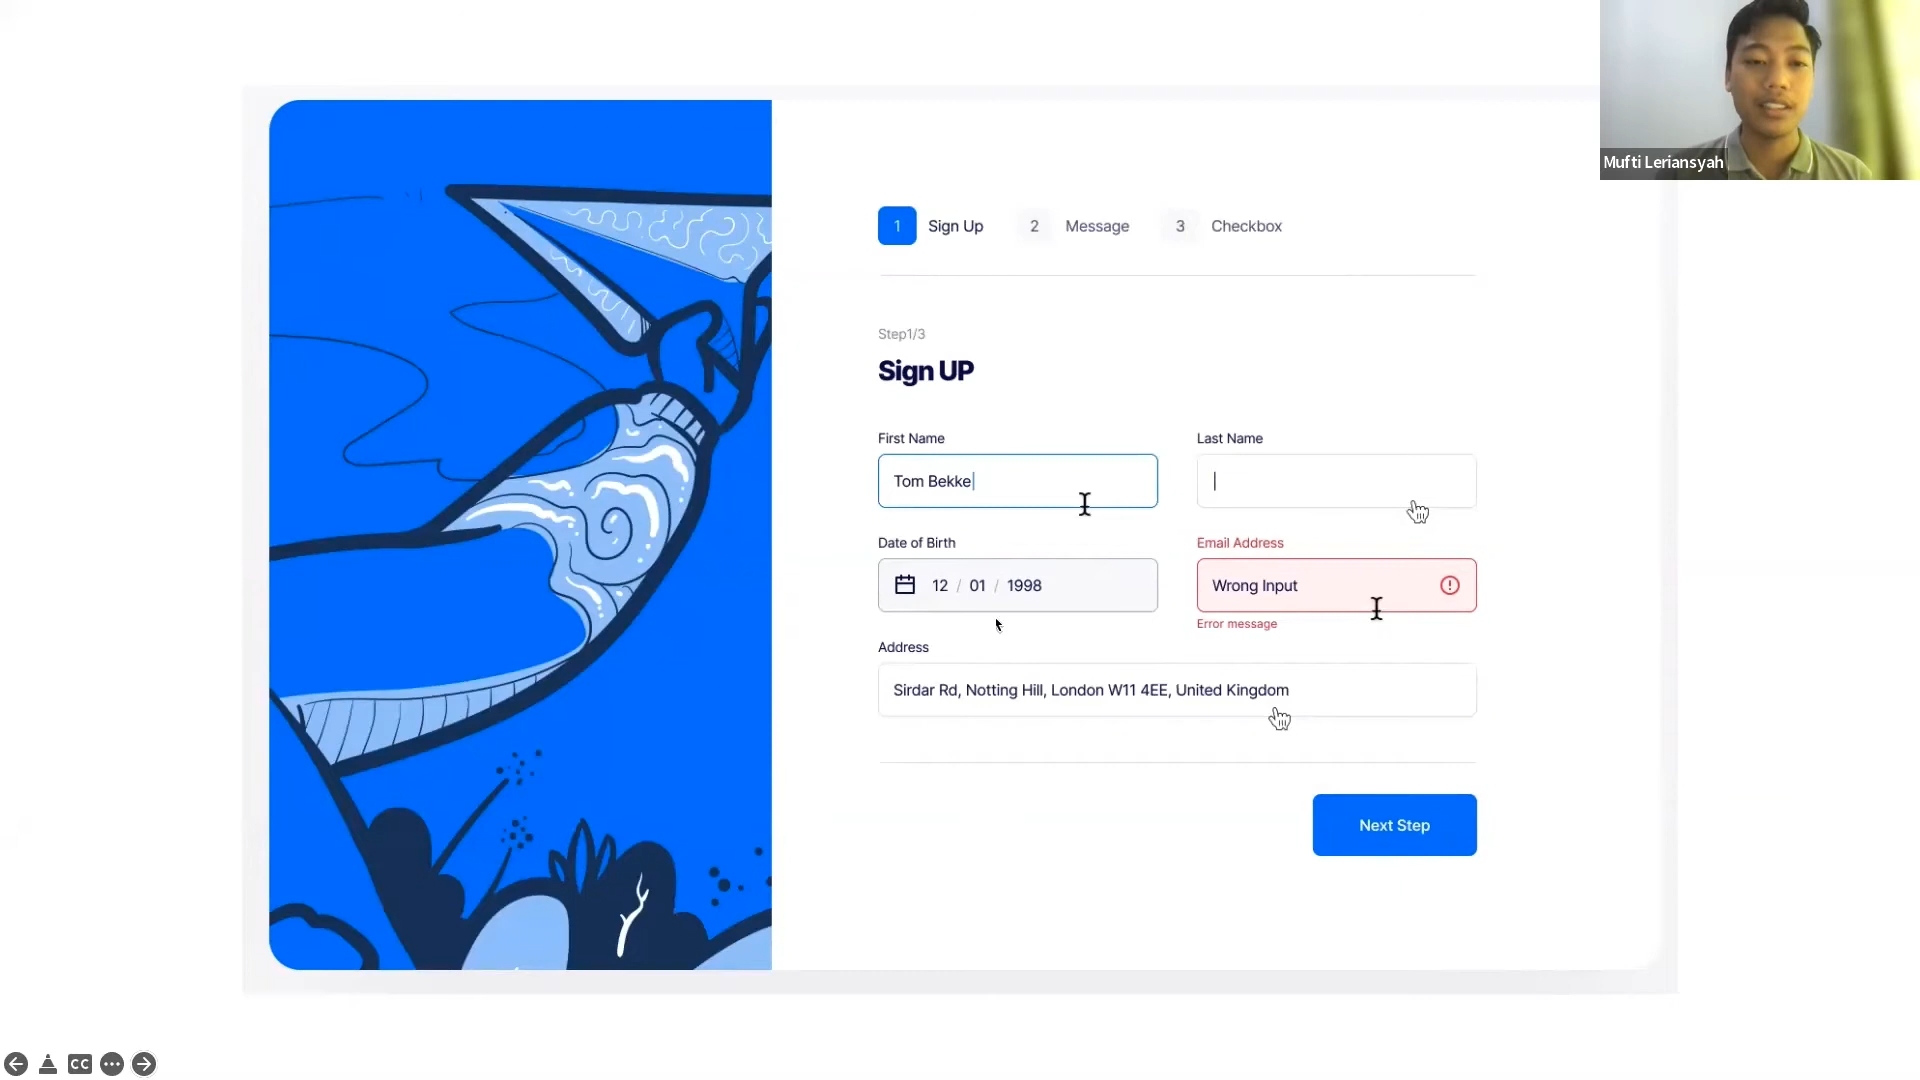 Mufti Leriansyah
1 Sign Up 2 Message 3 Checkbox
Step1/3
Sign UP
First Name
Last Name
Tom Bekke
Date of Birth
Email Address
12 / 01 / 1998
Wrong Input
Error message
Address
Sirdar Rd, Notting Hill, London W11 4EE, United Kingdom
Next Step
CC